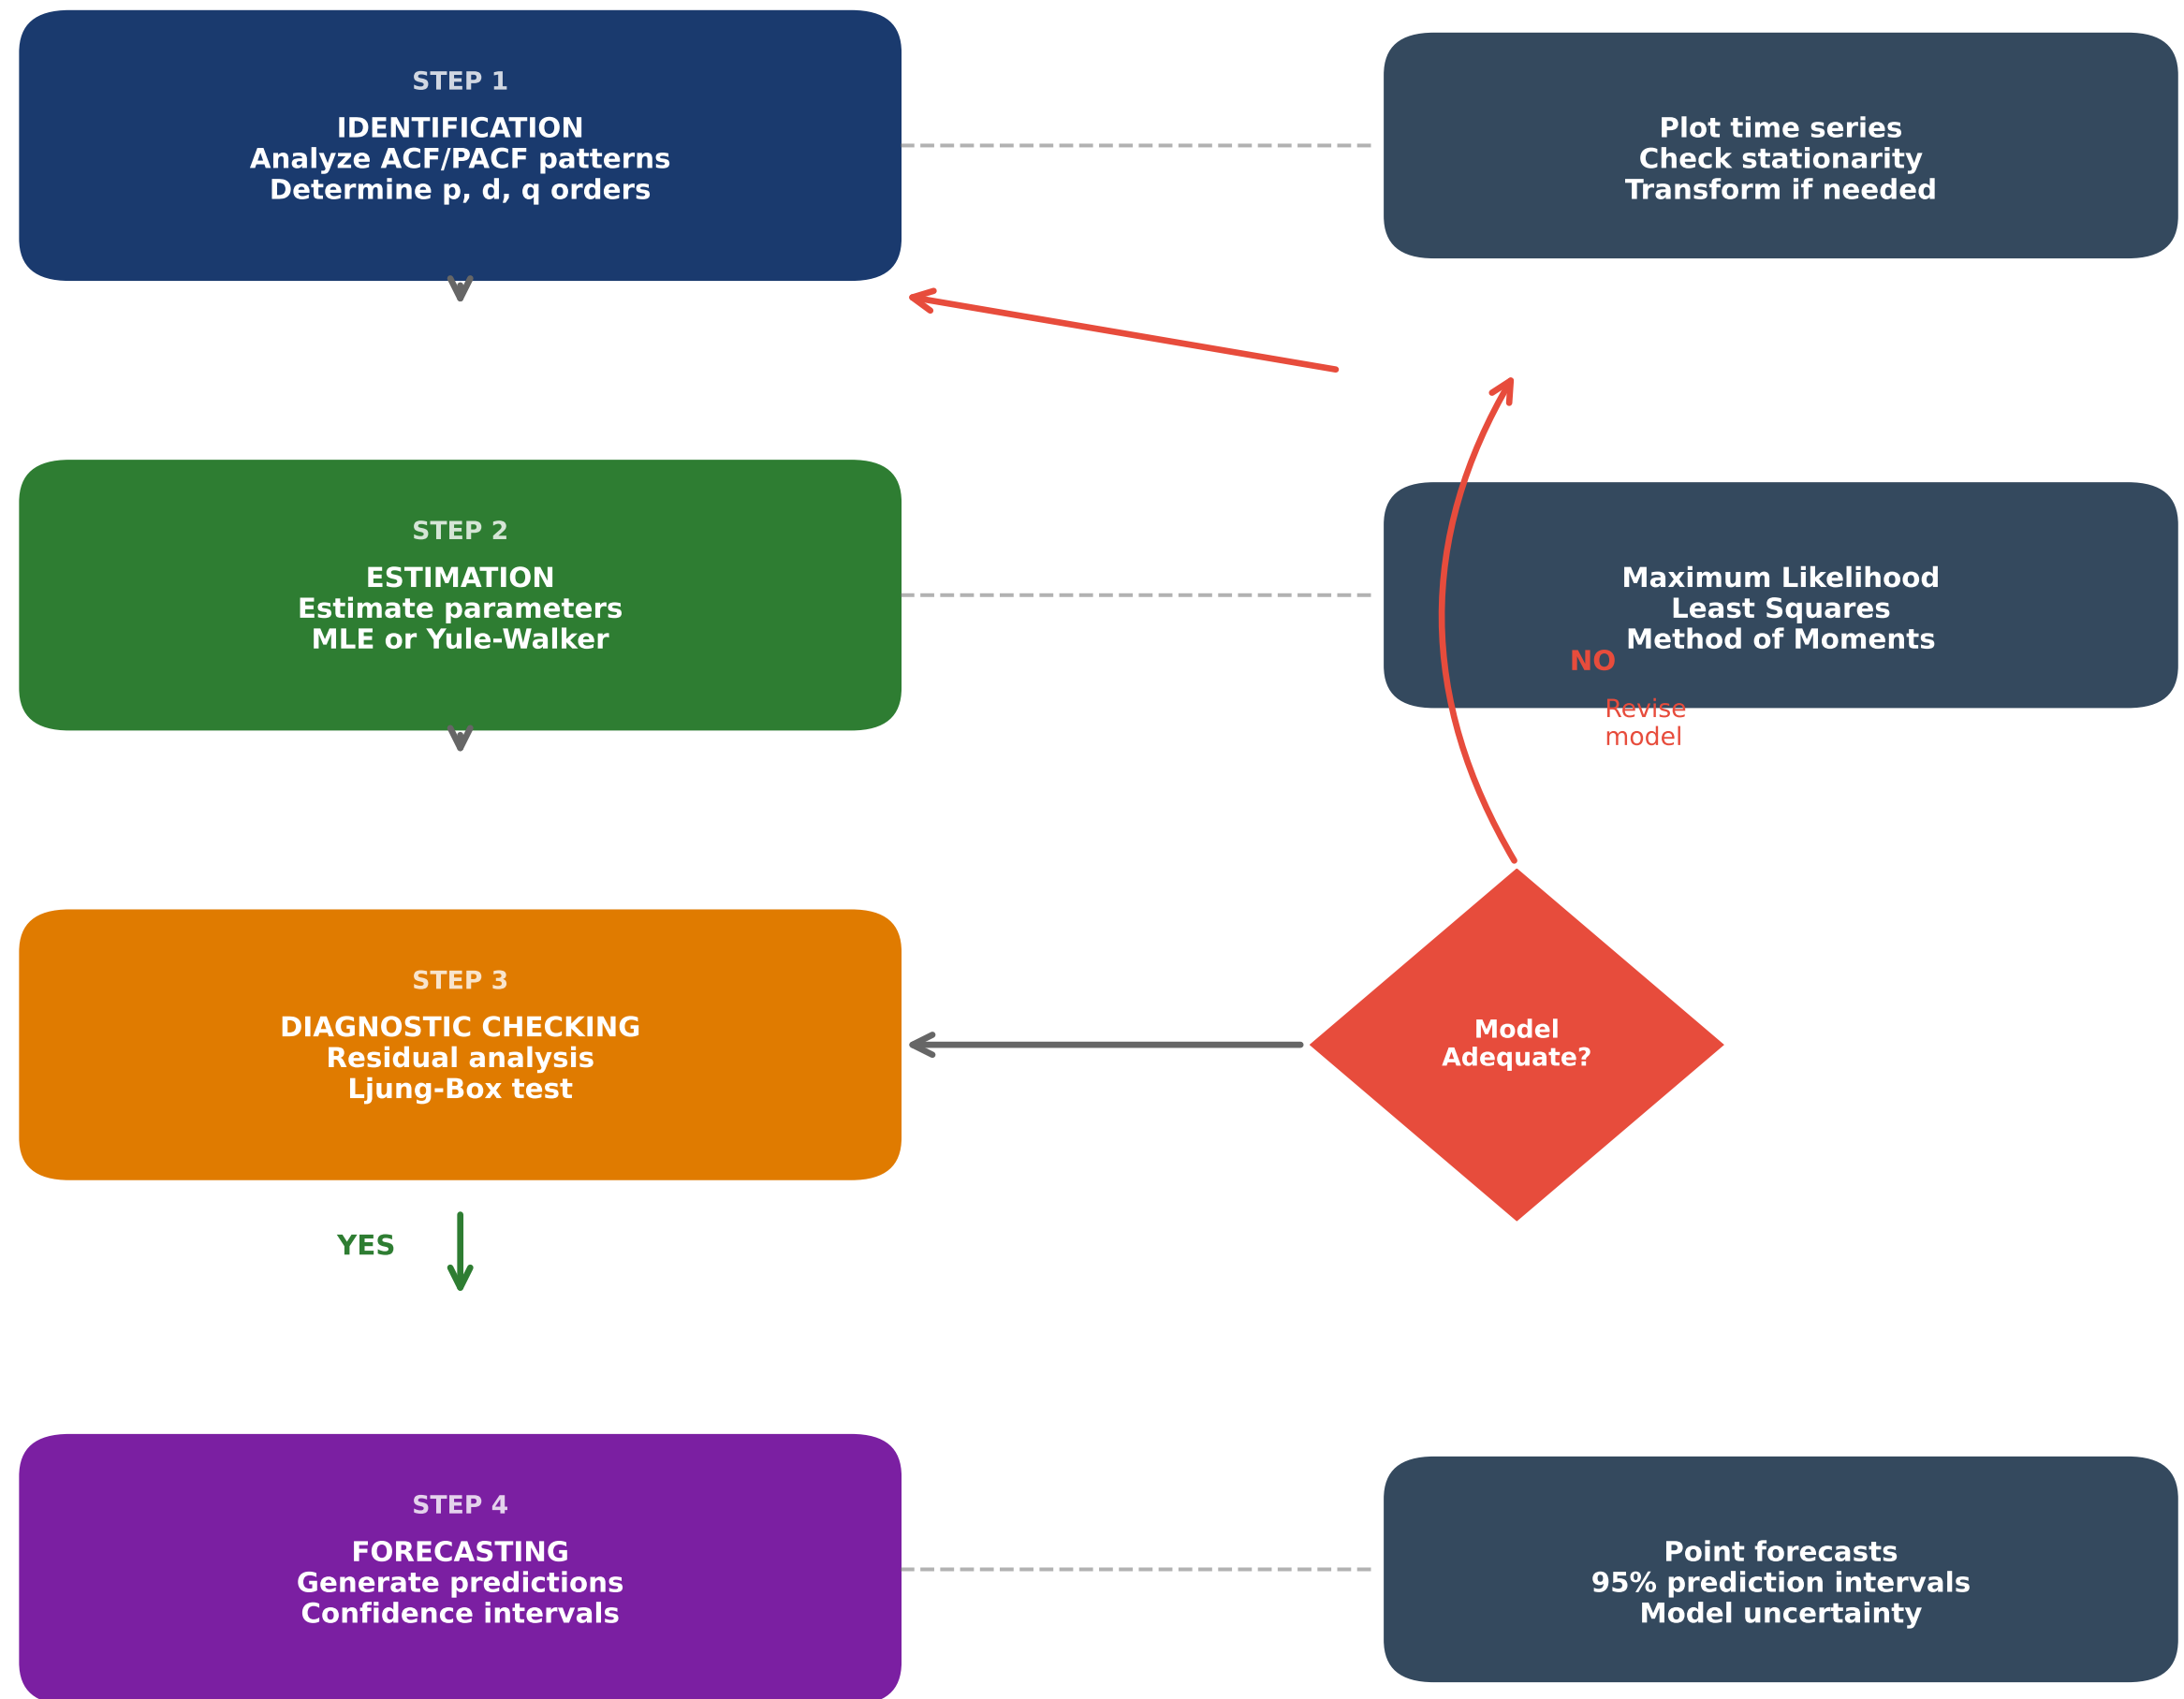 STEP 1
IDENTIFICATION
Analyze ACF/PACF patterns
Determine p, d, q orders
Plot time series
Check stationarity
Transform if needed
STEP 2
ESTIMATION
Estimate parameters
MLE or Yule-Walker
Maximum Likelihood
Least Squares
Method of Moments
NO
Revise
model
STEP 3
DIAGNOSTIC CHECKING
Residual analysis
Ljung-Box test
Model
Adequate?
YES
STEP 4
FORECASTING
Generate predictions
Confidence intervals
Point forecasts
95% prediction intervals
Model uncertainty